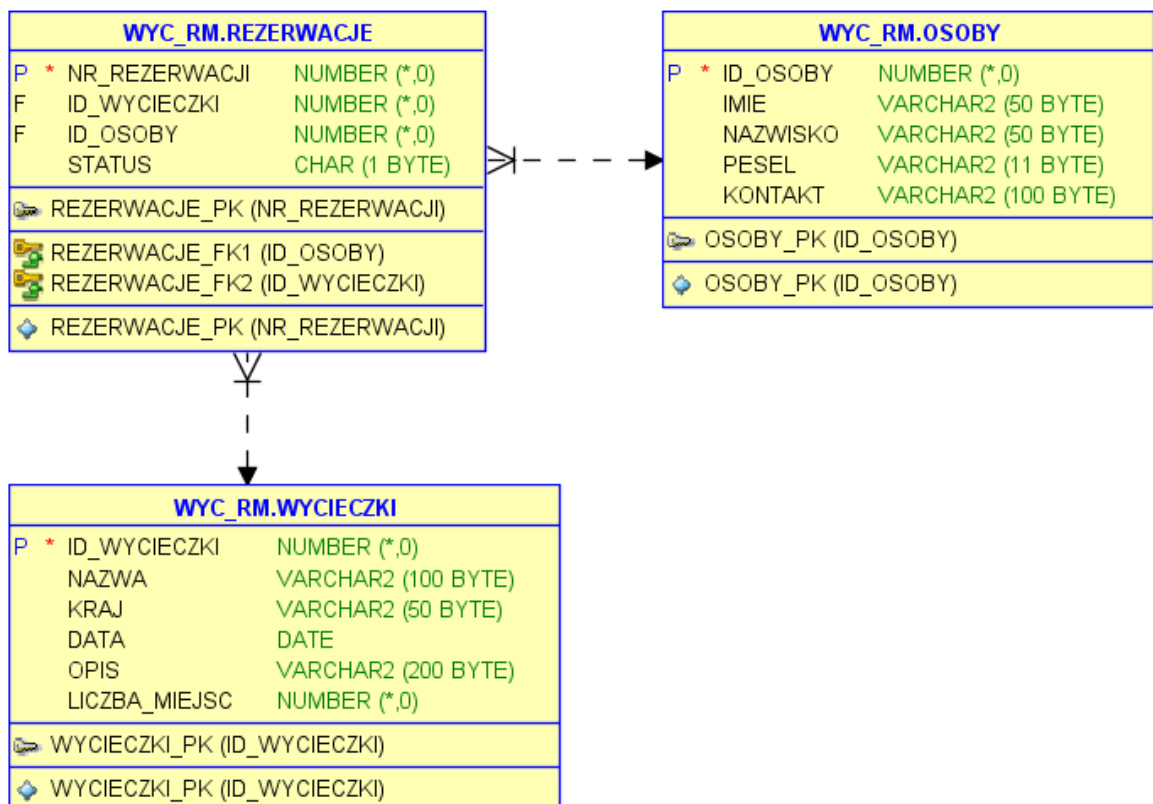 WYC_RM.REZERWACJE
P * NR_REZERWACJI NUMBER (*,0)
F ID_WYCIECZKI NUMBER (*,0)
F ID_OSOBY NUMBER (*,0)
STATUS CHAR (1 BYTE)
REZERWACJE_PK (NR_REZERWACJI)
REZERWACJE_FK1 (ID_OSOBY)
REZERWACJE_FK2 (ID_WYCIECZKI)
REZERWACJE_PK (NR_REZERWACJI)
WYC_RM.OSOBY
P * ID_OSOBY NUMBER (*,0)
IMIE VARCHAR2 (50 BYTE)
NAZWISKO VARCHAR2 (50 BYTE)
PESEL VARCHAR2 (11 BYTE)
KONTAKT VARCHAR2 (100 BYTE)
OSOBY_PK (ID_OSOBY)
OSOBY_PK (ID_OSOBY)
WYC_RM.WYCIECZKI
P * ID_WYCIECZKI NUMBER (*,0)
NAZWA VARCHAR2 (100 BYTE)
KRAJ VARCHAR2 (50 BYTE)
DATA DATE
OPIS VARCHAR2 (200 BYTE)
LICZBA_MIEJSC NUMBER (*,0)
WYCIECZKI_PK (ID_WYCIECZKI)
WYCIECZKI_PK (ID_WYCIECZKI)